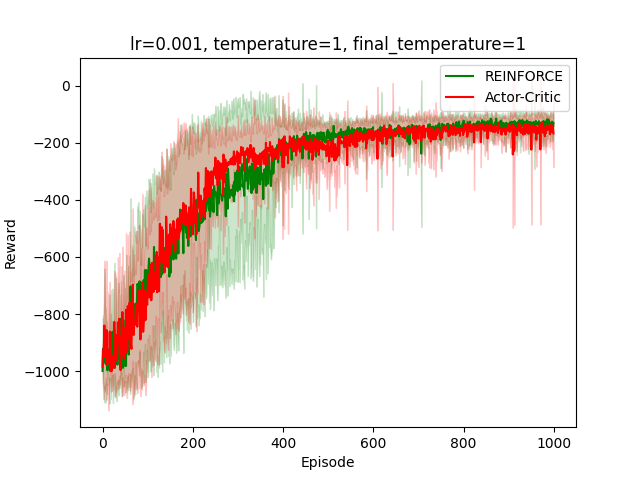 lr=0.001, temperature=1, final_temperature=1
REINFORCE
Actor-Critic
0
−200
−400
−600
−800
−1000
Reward
0 200 400 600 800 1000
Episode